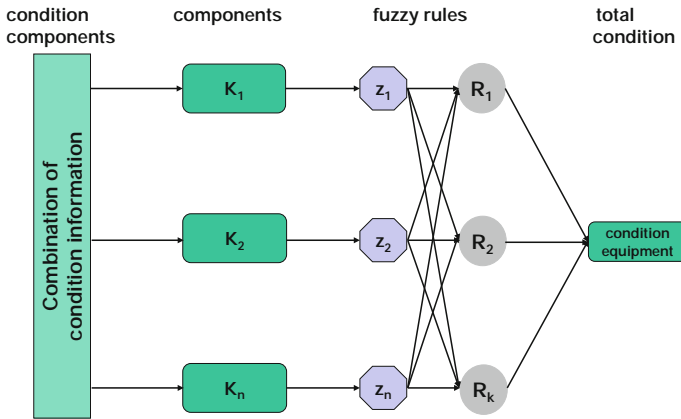 condition
components
components
fuzzy rules
total
condition
Combination of
condition information
K1
z1
R1
K2
z2
R2
condition
equipment
Kn
zn
Rk